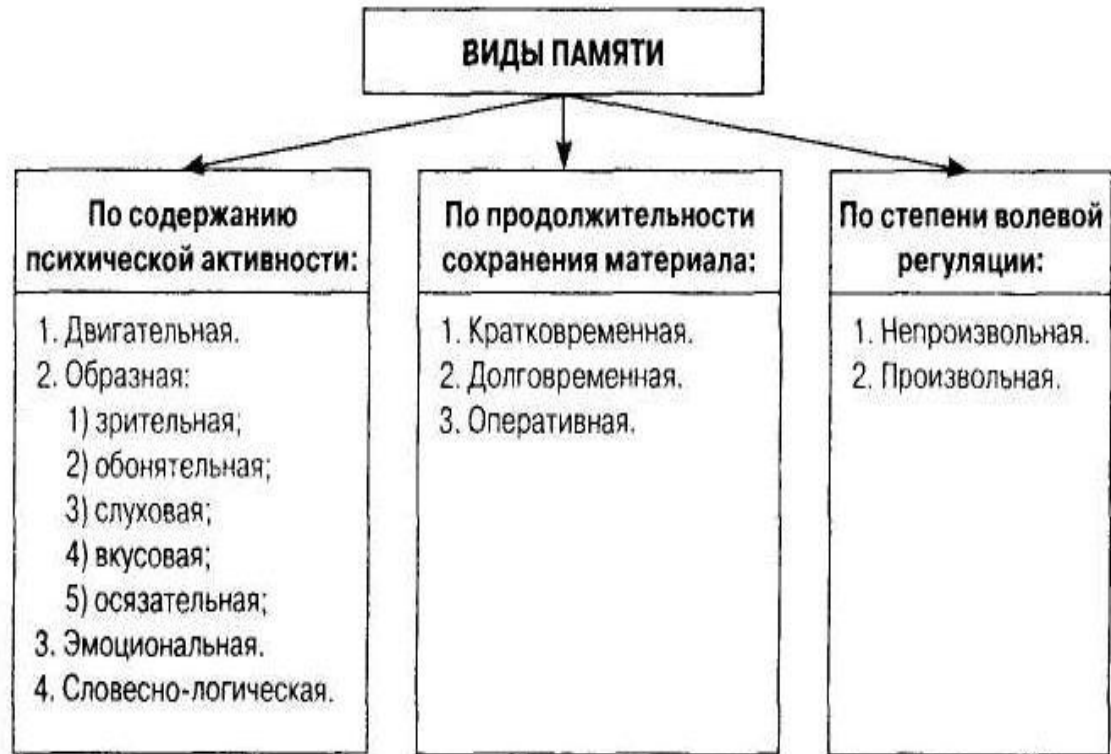 ВИДЫ ПАМЯТИ
По содержанию
психической активности:
1. Двигательная.
2. Образная:
1) зрительная;
2) обонятельная;
3) слуховая;
4) вкусовая;
5) осязательная;
3. Эмоциональная.
4. Словесно-логическая.
По продолжительности
сохранения материала:
1. Кратковременная.
2. Долговременная.
3. Оперативная.
По степени волевой
регуляции:
1. Непроизвольная.
2. Произвольная.